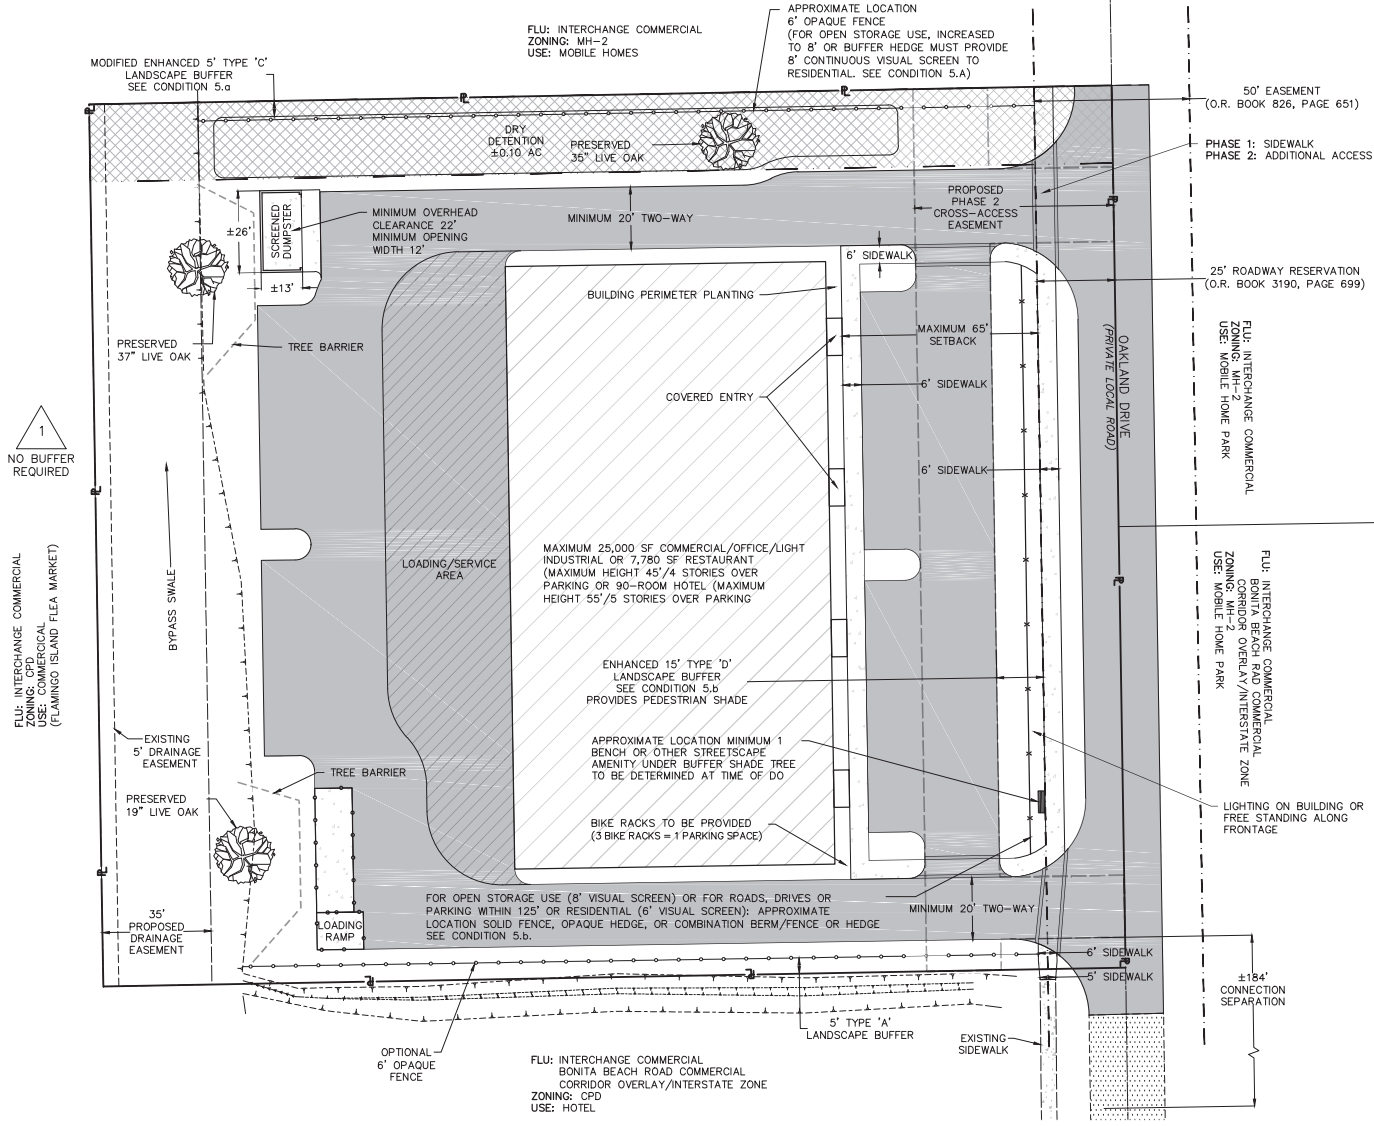 FLU: INTERCHANGE COMMERCIAL
ZONING: MH-2
USE: MOBILE HOMES
APPROXIMATE LOCATION
6' OPAQUE FENCE
(FOR OPEN STORAGE USE, INCREASED
TO 8' OR BUFFER HEDGE MUST PROVIDE
8' CONTINUOUS VISUAL SCREEN TO
RESIDENTIAL. SEE CONDITION 5.A)
MODIFIED ENHANCED 5' TYPE 'C'
LANDSCAPE BUFFER
SEE CONDITION 5.a
50' EASEMENT
(O.R. BOOK 826, PAGE 651)
DRY
DETENTION
±0.10 AC
PRESERVED
35" LIVE OAK
PHASE 1: SIDEWALK
PHASE 2: ADDITIONAL ACCESS
PROPOSED
PHASE 2
CROSS-ACCESS
EASEMENT
±26'
SCREENED
DUMPSTER
MINIMUM OVERHEAD
CLEARANCE 22'
MINIMUM OPENING
WIDTH 12'
MINIMUM 20' TWO-WAY
6' SIDEWALK
±13'
BUILDING PERIMETER PLANTING
25' ROADWAY RESERVATION
(O.R. BOOK 3190, PAGE 699)
PRESERVED
37" LIVE OAK
TREE BARRIER
MAXIMUM 65'
SETBACK
OAKLAND DRIVE
(PRIVATE LOCAL ROAD)
FLU: INTERCHANGE COMMERCIAL
ZONING: MH-2
USE: MOBILE HOME PARK
COVERED ENTRY
6' SIDEWALK
1
NO BUFFER
REQUIRED
6' SIDEWALK
LOADING/SERVICE
AREA
MAXIMUM 25,000 SF COMMERCIAL/OFFICE/LIGHT
INDUSTRIAL OR 7,780 SF RESTAURANT
(MAXIMUM HEIGHT 45'/4 STORIES OVER
PARKING OR 90-ROOM HOTEL (MAXIMUM
HEIGHT 55'/5 STORIES OVER PARKING
BYPASS SWALE
FLU: INTERCHANGE COMMERCIAL
ZONING: CPD
USE: COMMERCICAL
(FLAMINGO ISLAND FLEA MARKET)
FLU: INTERCHANGE COMMERCIAL
BONITA BEACH RAD COMMERCIAL
CORRIDOR OVERLAY/INTERSTATE ZONE
ZONING: MH-2
USE: MOBILE HOME PARK
ENHANCED 15' TYPE 'D'
LANDSCAPE BUFFER
SEE CONDITION 5.b
PROVIDES PEDESTRIAN SHADE
EXISTING
5' DRAINAGE
EASEMENT
APPROXIMATE LOCATION MINIMUM 1
BENCH OR OTHER STREETSCAPE
AMENITY UNDER BUFFER SHADE TREE
TO BE DETERMINED AT TIME OF DO
TREE BARRIER
PRESERVED
19" LIVE OAK
LIGHTING ON BUILDING OR
FREE STANDING ALONG
FRONTAGE
BIKE RACKS TO BE PROVIDED
(3 BIKE RACKS = 1 PARKING SPACE)
FOR OPEN STORAGE USE (8' VISUAL SCREEN) OR FOR ROADS, DRIVES OR
PARKING WITHIN 125' OR RESIDENTIAL (6' VISUAL SCREEN): APPROXIMATE
LOCATION SOLID FENCE, OPAQUE HEDGE, OR COMBINATION BERM/FENCE OR HEDGE
SEE CONDITION 5.b.
MINIMUM 20' TWO-WAY
35'
PROPOSED
DRAINAGE
EASEMENT
LOADING
RAMP
6' SIDEWALK
5' SIDEWALK
±184'
CONNECTION
SEPARATION
5' TYPE 'A'
LANDSCAPE BUFFER
EXISTING
SIDEWALK
OPTIONAL
6' OPAQUE
FENCE
FLU: INTERCHANGE COMMERCIAL
BONITA BEACH ROAD COMMERCIAL
CORRIDOR OVERLAY/INTERSTATE ZONE
ZONING: CPD
USE: HOTEL